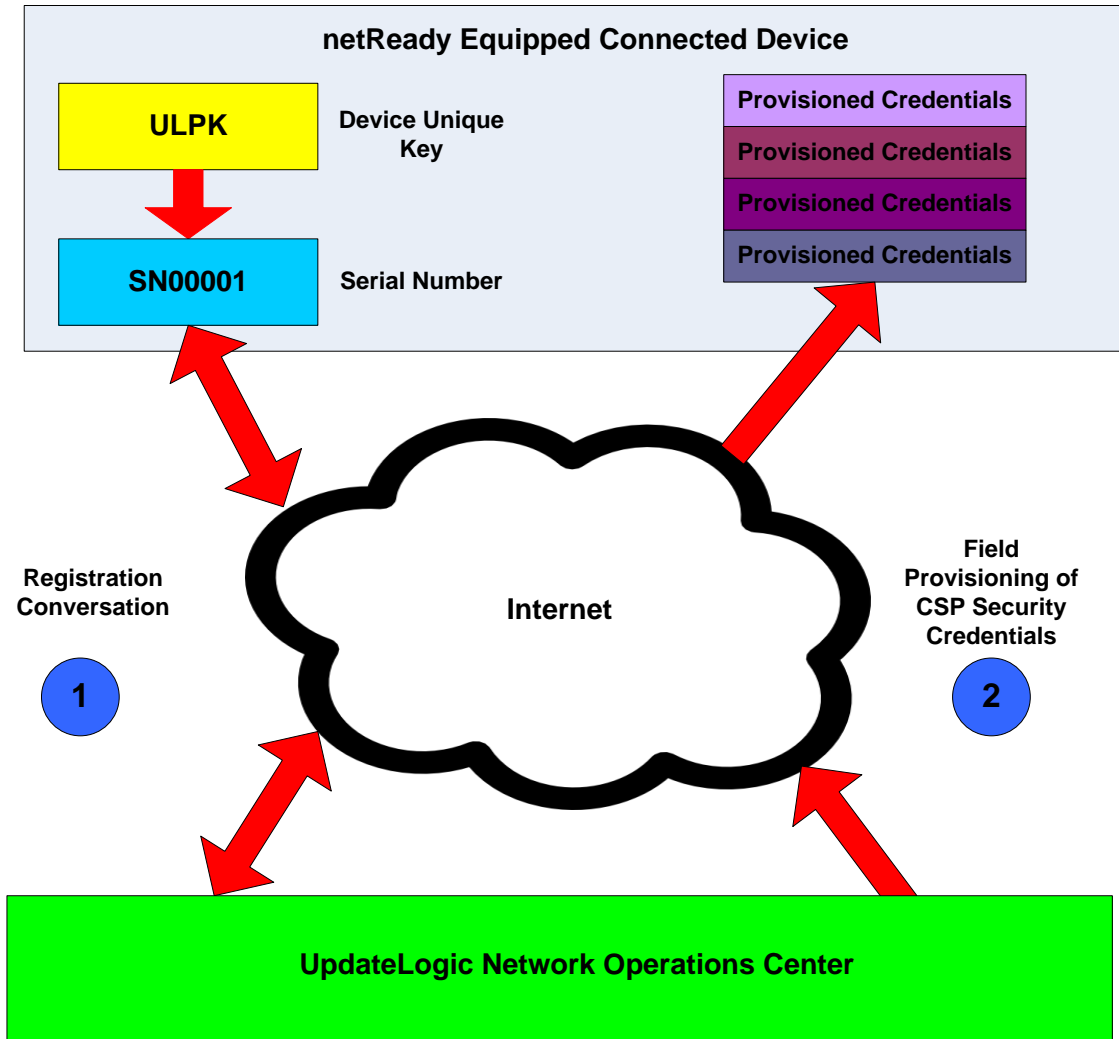 netReady Equipped Connected Device
ULPK
Device Unique
Key
SN00001
Serial Number
Provisioned Credentials
Provisioned Credentials
Provisioned Credentials
Provisioned Credentials
Registration
Conversation
1
Internet
Field
Provisioning of
CSP Security
Credentials
2
UpdateLogic Network Operations Center